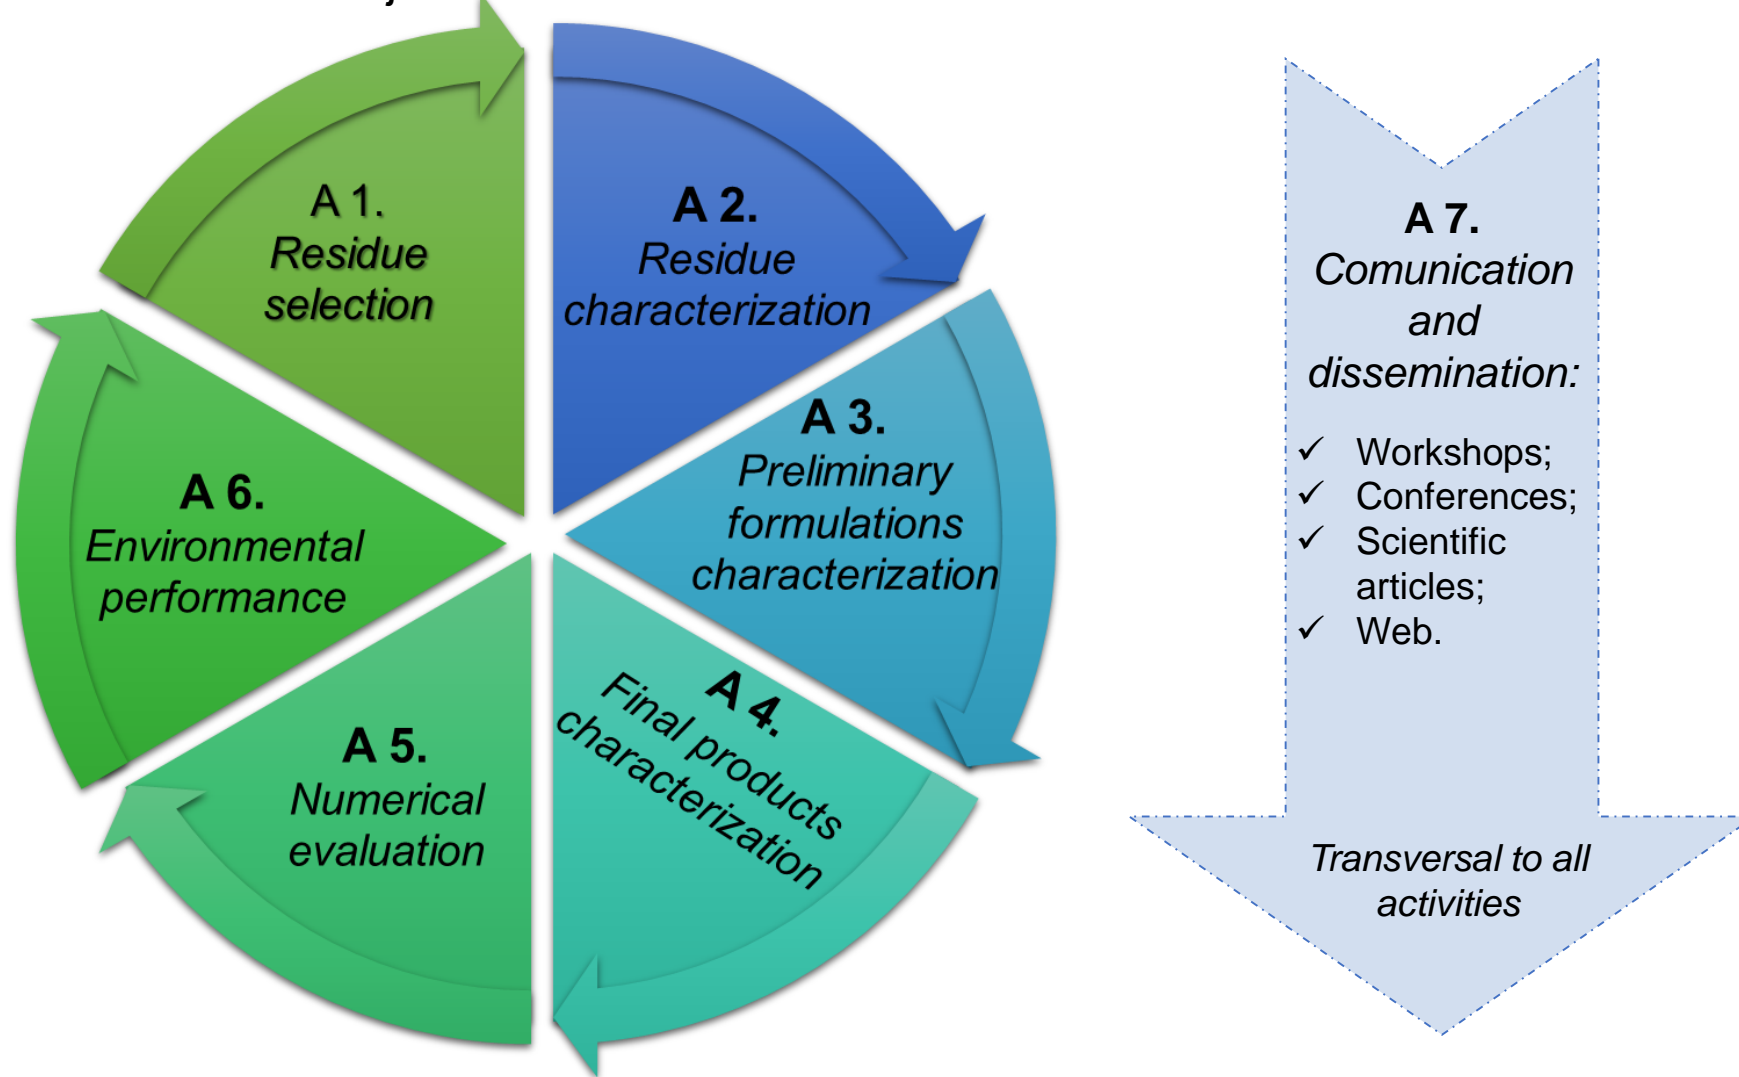 A 1.
Residue
selection
A 2.
Residue
characterization
A 3.
Preliminary
formulations
characterization
A 4.
Final products
characterization
A 5.
Numerical
evaluation
A 6.
Environmental
performance
A 7.
Comunication
and
dissemination:
✓ Workshops;
✓ Conferences;
✓ Scientific
articles;
✓ Web.
Transversal to all
activities